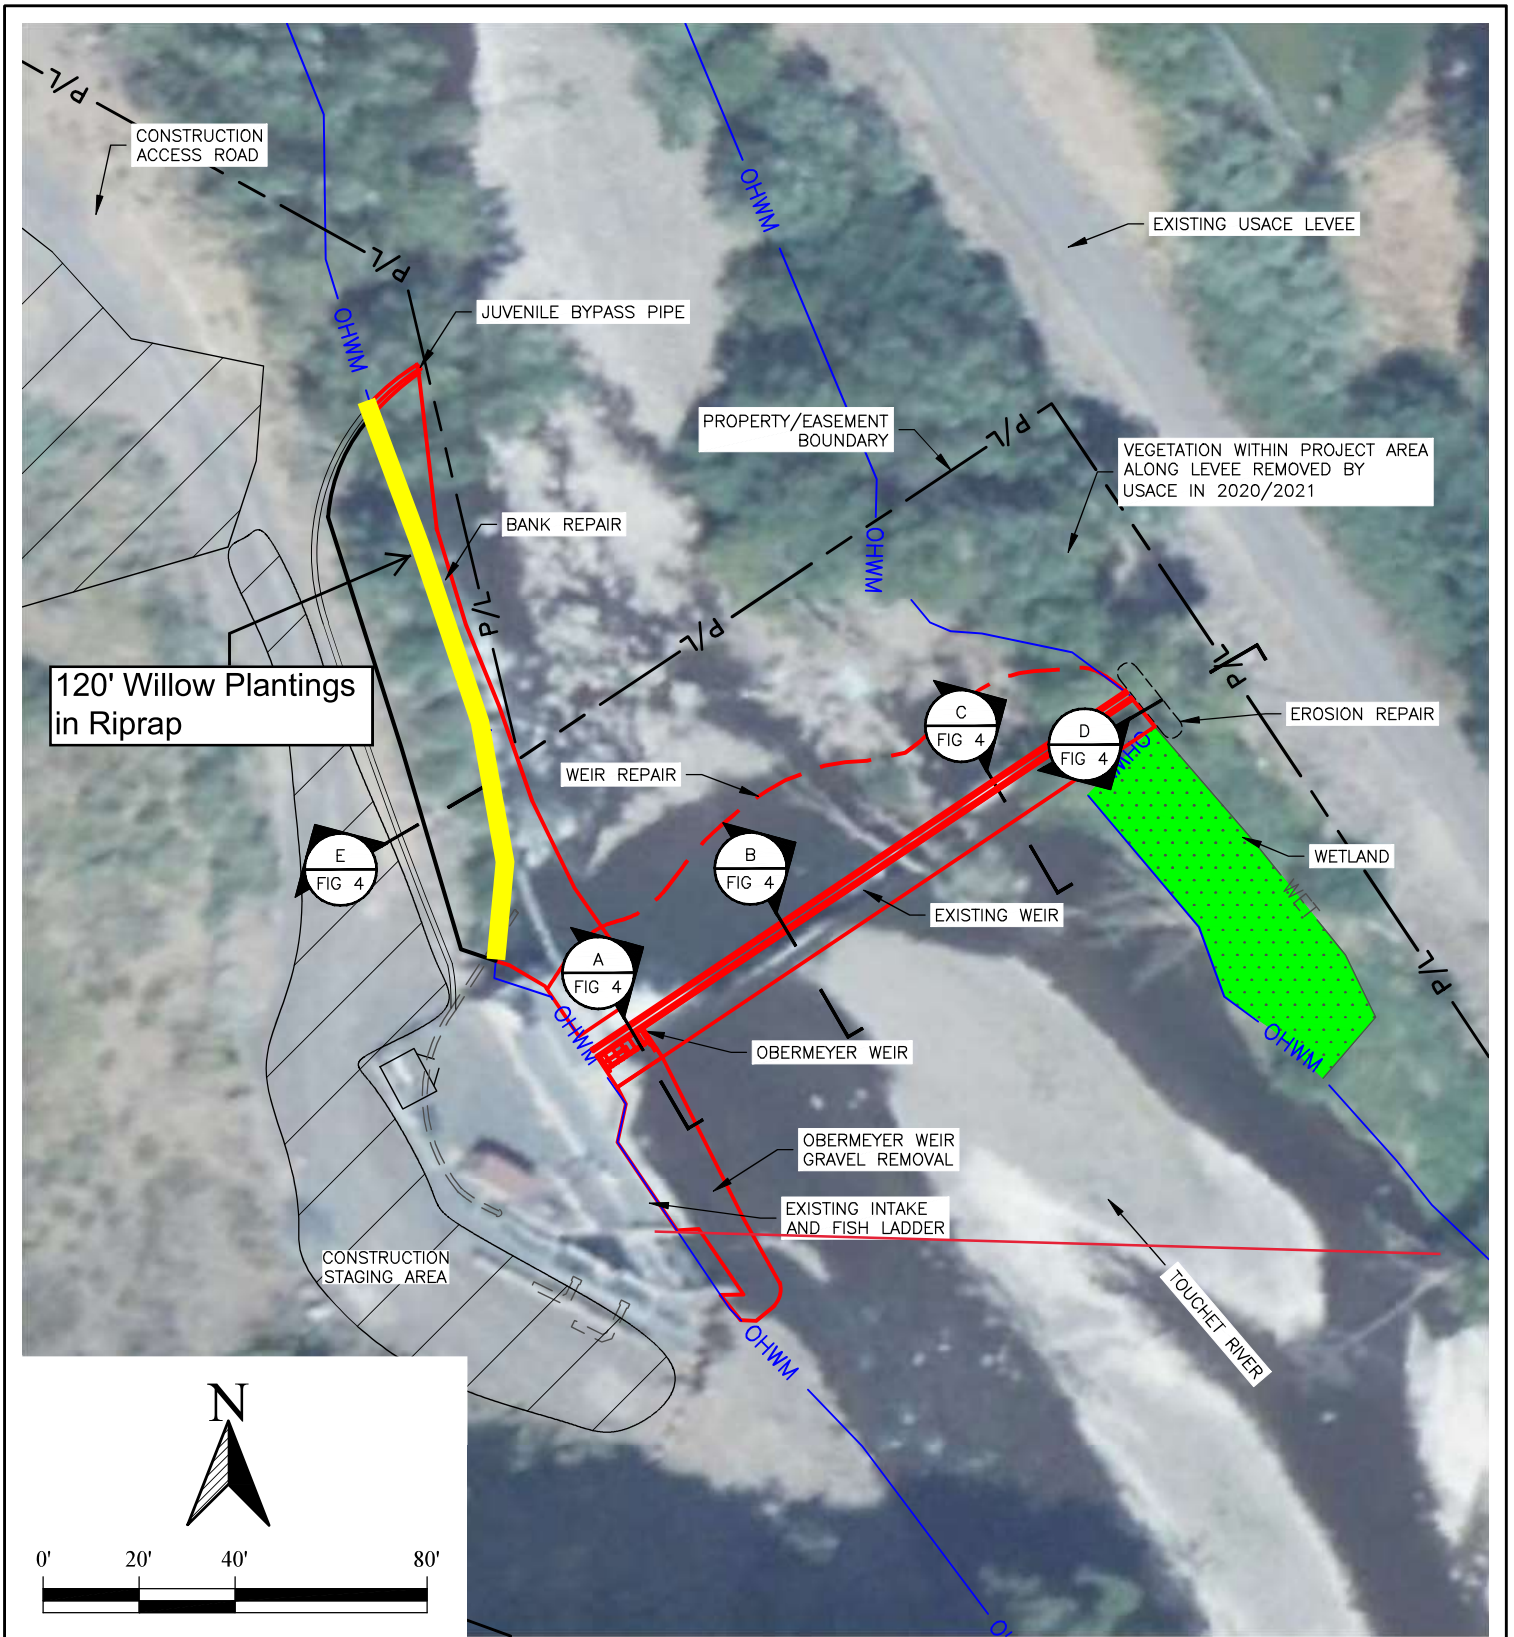 P/L
CONSTRUCTION
ACCESS ROAD
OHWM
EXISTING USACE LEVEE
P/L
JUVENILE BYPASS PIPE
OHWM
PROPERTY/EASEMENT
BOUNDARY
P/L
VEGETATION WITHIN PROJECT AREA
ALONG LEVEE REMOVED BY
USACE IN 2020/2021
BANK REPAIR
OHWM
P/L
P/L
P/L
120' Willow Plantings
in Riprap
C
FIG 4
D
FIG 4
EROSION REPAIR
OHWM
WEIR REPAIR
E
FIG 4
B
FIG 4
WETLAND
WET
EXISTING WEIR
A
FIG 4
P/L
OHWM
OBERMEYER WEIR
OHWM
OBERMEYER WEIR
GRAVEL REMOVAL
EXISTING INTAKE
AND FISH LADDER
CONSTRUCTION
STAGING AREA
TOUCHET RIVER
OHWM
N
0'
20'
40'
80'